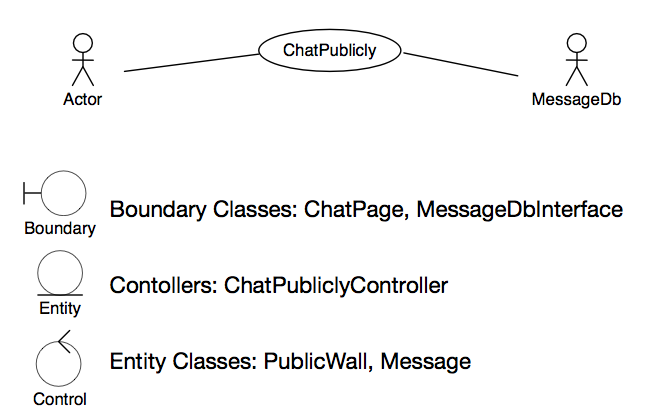 ChatPublicly
Actor
MessageDb
Boundary
Boundary Classes: ChatPage, MessageDbInterface
Entity
Contollers: ChatPubliclyController
Control
Entity Classes: PublicWall, Message